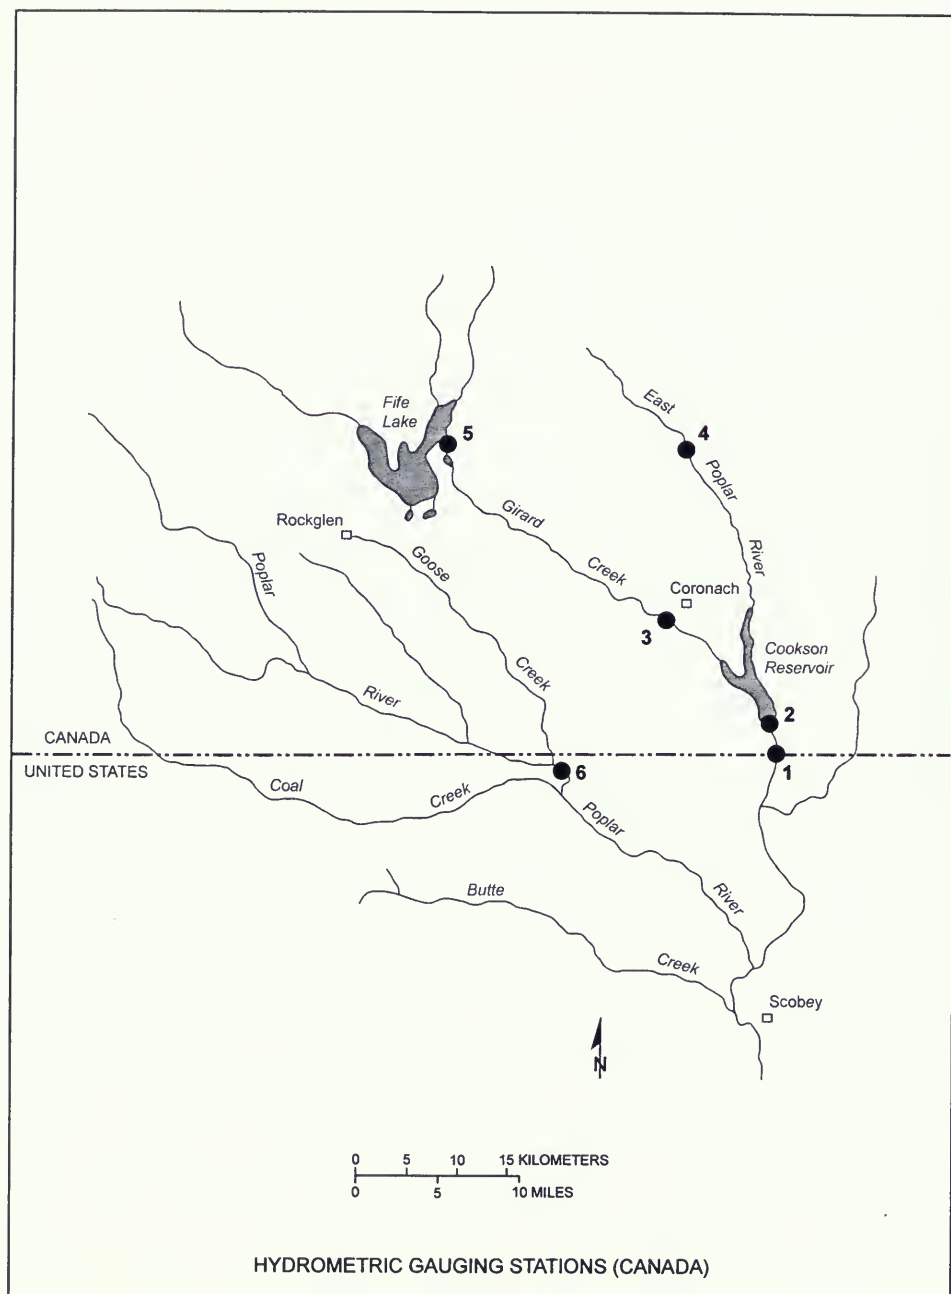 Fife
Lake
5
East
4
Poplar
River
Rockglen
Girard
Creek
Goose
Creek
Coronach
3
Poplar
River
Cookson
Reservoir
2
CANADA
UNITED STATES
1
6
Coal
Creek
Poplar
River
Butte
Creek
Scobey
N
0 5 10 15 KILOMETERS
0 5 10 MILES
HYDROMETRIC GAUGING STATIONS (CANADA)